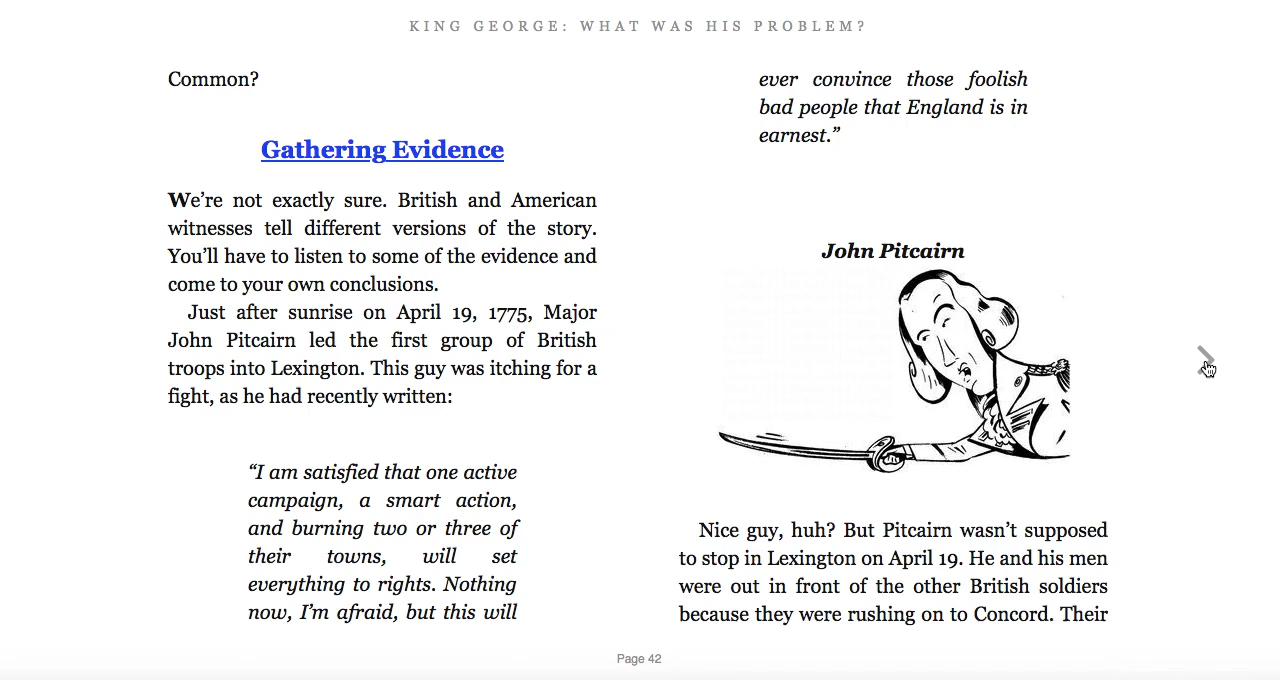 KING GEORGE: WHAT WAS HIS PROBLEM?
Common?
Gathering Evidence
We’re not exactly sure. British and American
witnesses tell different versions of the story.
You’ll have to listen to some of the evidence and
come to your own conclusions.
Just after sunrise on April 19, 1775, Major
John Pitcairn led the first group of British
troops into Lexington. This guy was itching for a
fight, as he had recently written:
“I am satisfied that one active
campaign, a smart action,
and burning two or three of
their towns, will set
everything to rights. Nothing
now, I’m afraid, but this will
ever convince those foolish
bad people that England is in
earnest.”
John Pitcairn
Nice guy, huh? But Pitcairn wasn’t supposed
to stop in Lexington on April 19. He and his men
were out in front of the other British soldiers
because they were rushing on to Concord. Their
Page 42